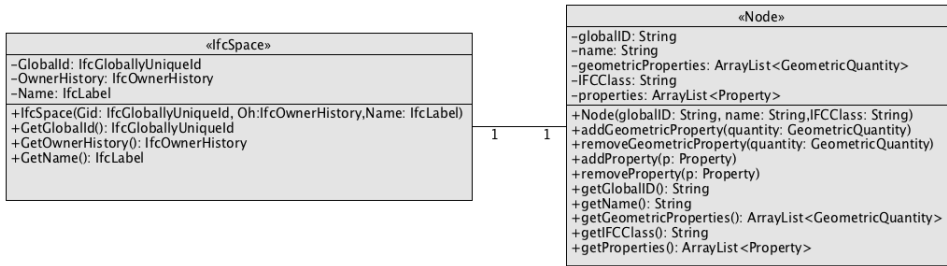 «IfcSpace»
-GlobalId: IfcGloballyUniqueId
-OwnerHistory: IfcOwnerHistory
-Name: IfcLabel
+IfcSpace(Gid: IfcGloballyUniqueId, Oh:IfcOwnerHistory,Name: IfcLabel)
+GetGlobalId(): IfcGloballyUniqueId
+GetOwnerHistory(): IfcOwnerHistory
+GetName(): IfcLabel
1 1
«Node»
-globalID: String
-name: String
-geometricProperties: ArrayList<GeometricQuantity>
-IFCClass: String
-properties: ArrayList<Property>
+Node(globalID: String, name: String,IFCClass: String)
+addGeometricProperty(quantity: GeometricQuantity)
+removeGeometricProperty(quantity: GeometricQuantity)
+addProperty(p: Property)
+removeProperty(p: Property)
+getGlobalID(): String
+getName(): String
+getGeometricProperties(): ArrayList<GeometricQuantity>
+getIFCClass(): String
+getProperties(): ArrayList<Property>